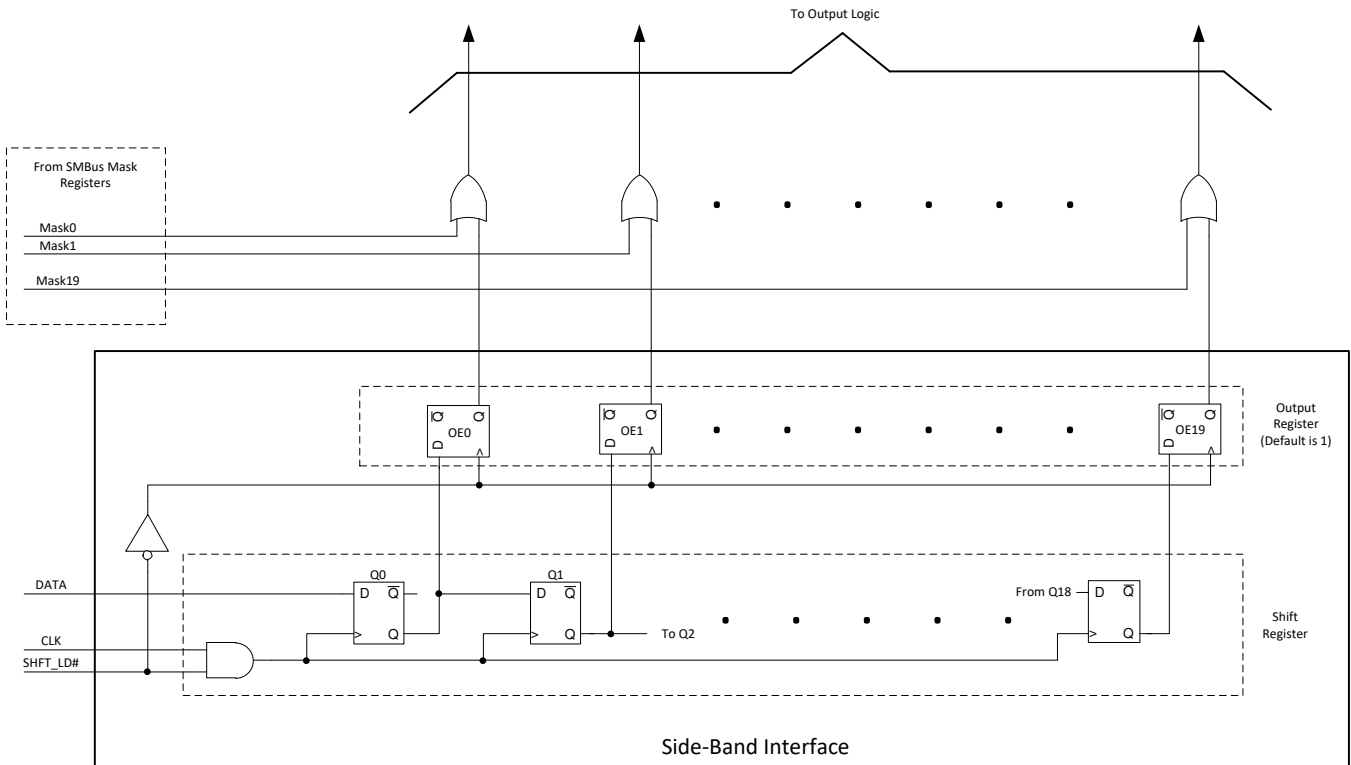 To Output Logic
From SMBus Mask
Registers
Mask0
Mask1
Mask19
Q Q
OE0
D
Q Q
OE1
D
Q Q
OE19
D
Output
Register
(Default is 1)
DATA
CLK
SHFT_LD#
Q0
D Q
> Q
Q1
D Q
> Q
To Q2
From Q18
D Q
> Q
Shift
Register
Side-Band Interface